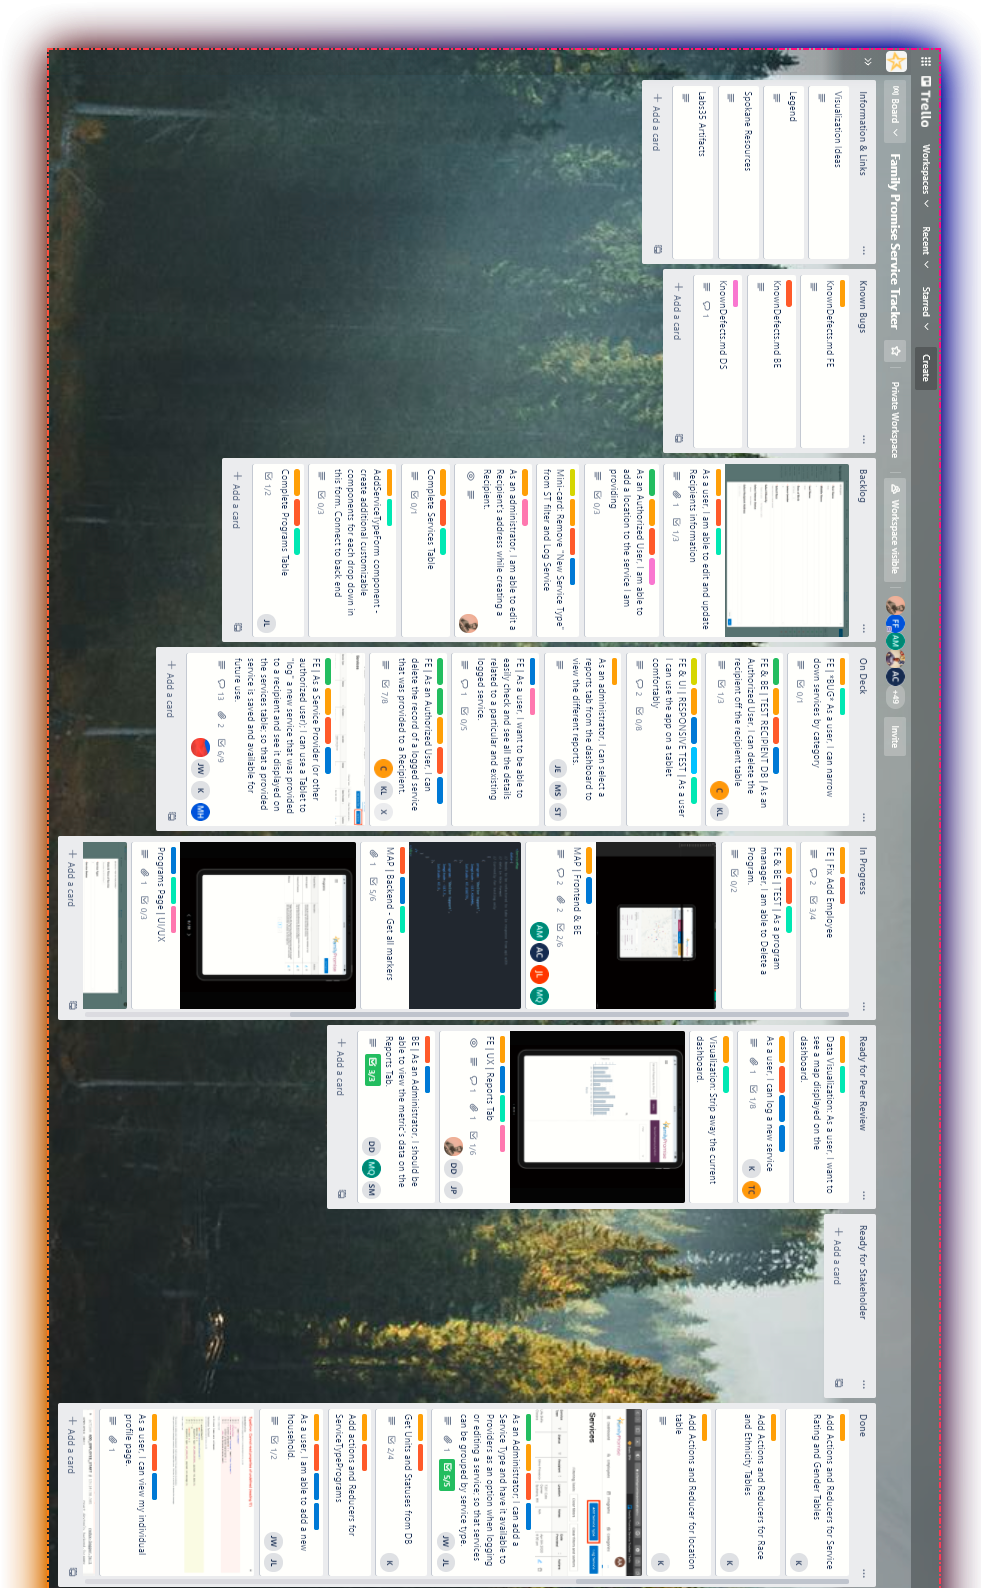 Trello
Workspaces
Recent
Starred
Create
Board
Family Promise Service Tracker
Private Workspace
Workspace visible
FF
AM
AC
+49
Invite
Information & Links
Visualization Ideas
Legend
Spokane Resources
Labs35 Artifacts
+ Add a card
Known Bugs
KnownDefects.md FE
KnownDefects.md BE
KnownDefects.md DS
1
+ Add a card
Backlog
As a user, I am able to edit and update
Recipients information
1 1/3
As an Authorized User, I am able to
add a location to the service I am
providing
0/3
Mini-card: Remove "New Service Type"
from ST filter and Log Service
As an administrator, I am able to edit a
Recipient's address while creating a
Recipient.
Complete Services Table
0/1
AddServiceTypeForm component -
create additional customizable
components for each drop down in
this form. Connect to back end
0/3
Complete Programs Table
1/2
JL
+ Add a card
On Deck
FE | *BUG* As a user, I can narrow
down services by category
0/1
FE & BE | TEST RECIPIENT DB | As an
Authorized User, I can delete the
recipient off the recipient table
1/3
C KL
FE & UI | RESPONSIVE TEST | As a user
I can use the app on a tablet
comfortably
2 0/8
As an administrator, I can select a
reports tab from the dashboard to
view the different reports.
JE MS ST
FE | As a user, I want to be able to
easily check and see all the details
related to a particular and existing
logged service.
1 0/5
FE | As an Authorized User, I can
delete the record of a logged service
that was provided to a Recipient.
7/8
C KL X
FE | As a Service Provider (or other
authorized user); I can use a Tablet to
"log" a new service that was provided
to a recipient and see it displayed on
the services table; so that a provided
service is saved and available for
future users.
13 2 6/9
JW K MH
+ Add a card
In Progress
FE | Fix Add Employee
2 3/4
FE & BE | TEST | As a program
manager, I am able to Delete a
Program.
0/2
MAP | Frontend & BE
2 2 2/6
AM AC JL MQ
MAP | Backend - Get all markers
1 5/6
Programs Page | UI/UX
1 0/3
+ Add a card
Ready for Peer Review
Data Visualization: As a user, I want to
see a map displayed on the
dashboard.
As a user, I can log a new service
1 1/8
K TC
Visualization: Strip away the current
dashboard.
FE | UX | Reports Tab
1 1 1/6
DD JP
BE | As an Administrator, I should be
able to view the metric's data on the
Reports Tab.
3/3
DD MQ SM
+ Add a card
Ready for Stakeholder
+ Add a card
Done
Add Actions and Reducers for Service
Rating and Gender Tables
K
Add Actions and Reducers for Race
and Ethnicity Tables
K
Add Actions and Reducer for location
table
K
Services
As an Administrator; I can add a
Service Type and have it available to
Providers as an option when logging
or editing a service; so that services
can be grouped by service type.
1 5/5
JW JL
Get Units and Statuses from DB
2/4
K
Add actions and Reducers for
ServiceTypePrograms
As a user, I am able to add a new
household.
1/2
JW JL
As a user, I can view my individual
profile page.
1
+ Add a card